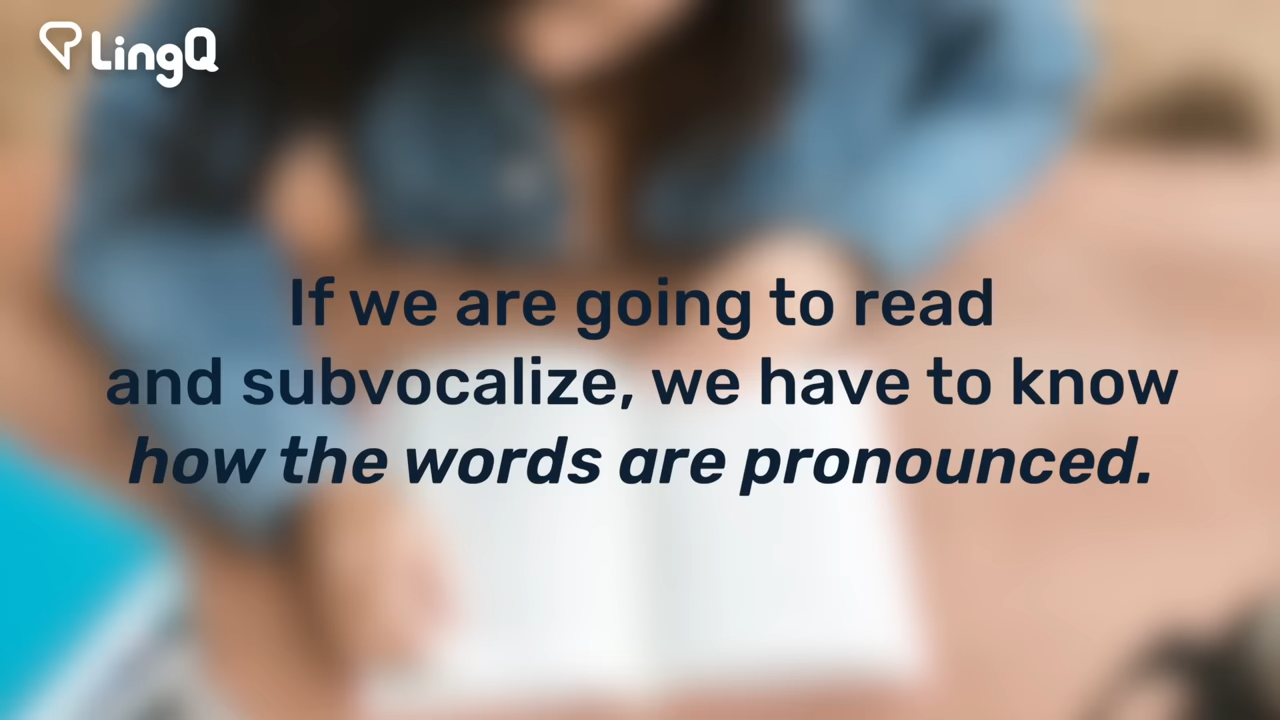 LingQ
If we are going to read
and subvocalize, we have to know
how the words are pronounced.